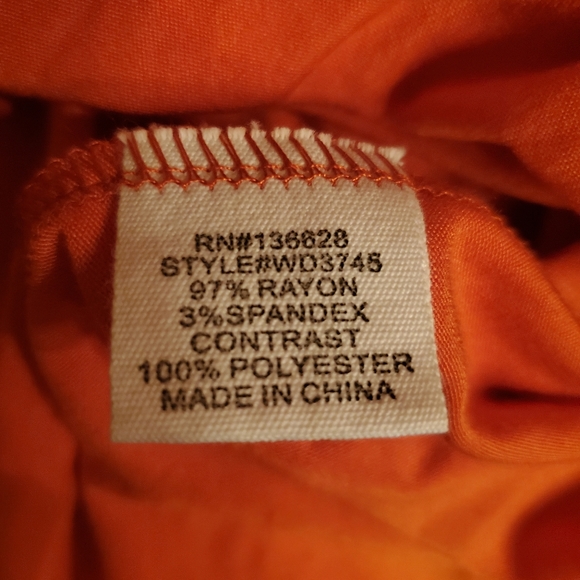 RN#136628
STYLE#WD3745
97% RAYON
3%SPANDEX
CONTRAST
100% POLYESTER
MADE IN CHINA